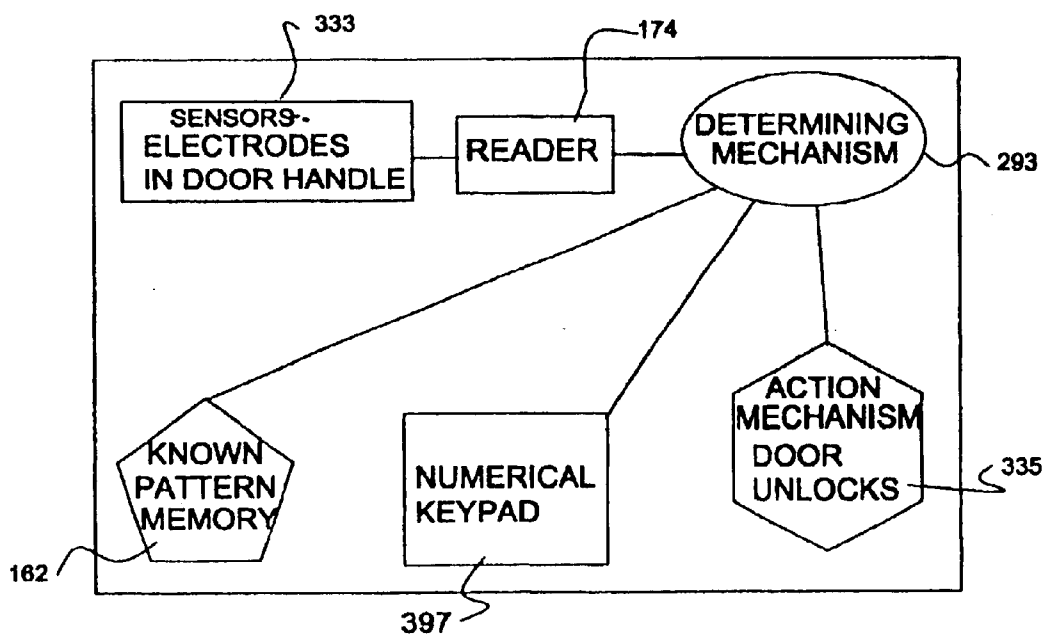 333
174
SENSORS-
ELECTRODES
IN DOOR HANDLE
READER
DETERMINING
MECHANISM
293
KNOWN
PATTERN
MEMORY
162
NUMERICAL
KEYPAD
397
ACTION
MECHANISM
DOOR
UNLOCKS
335